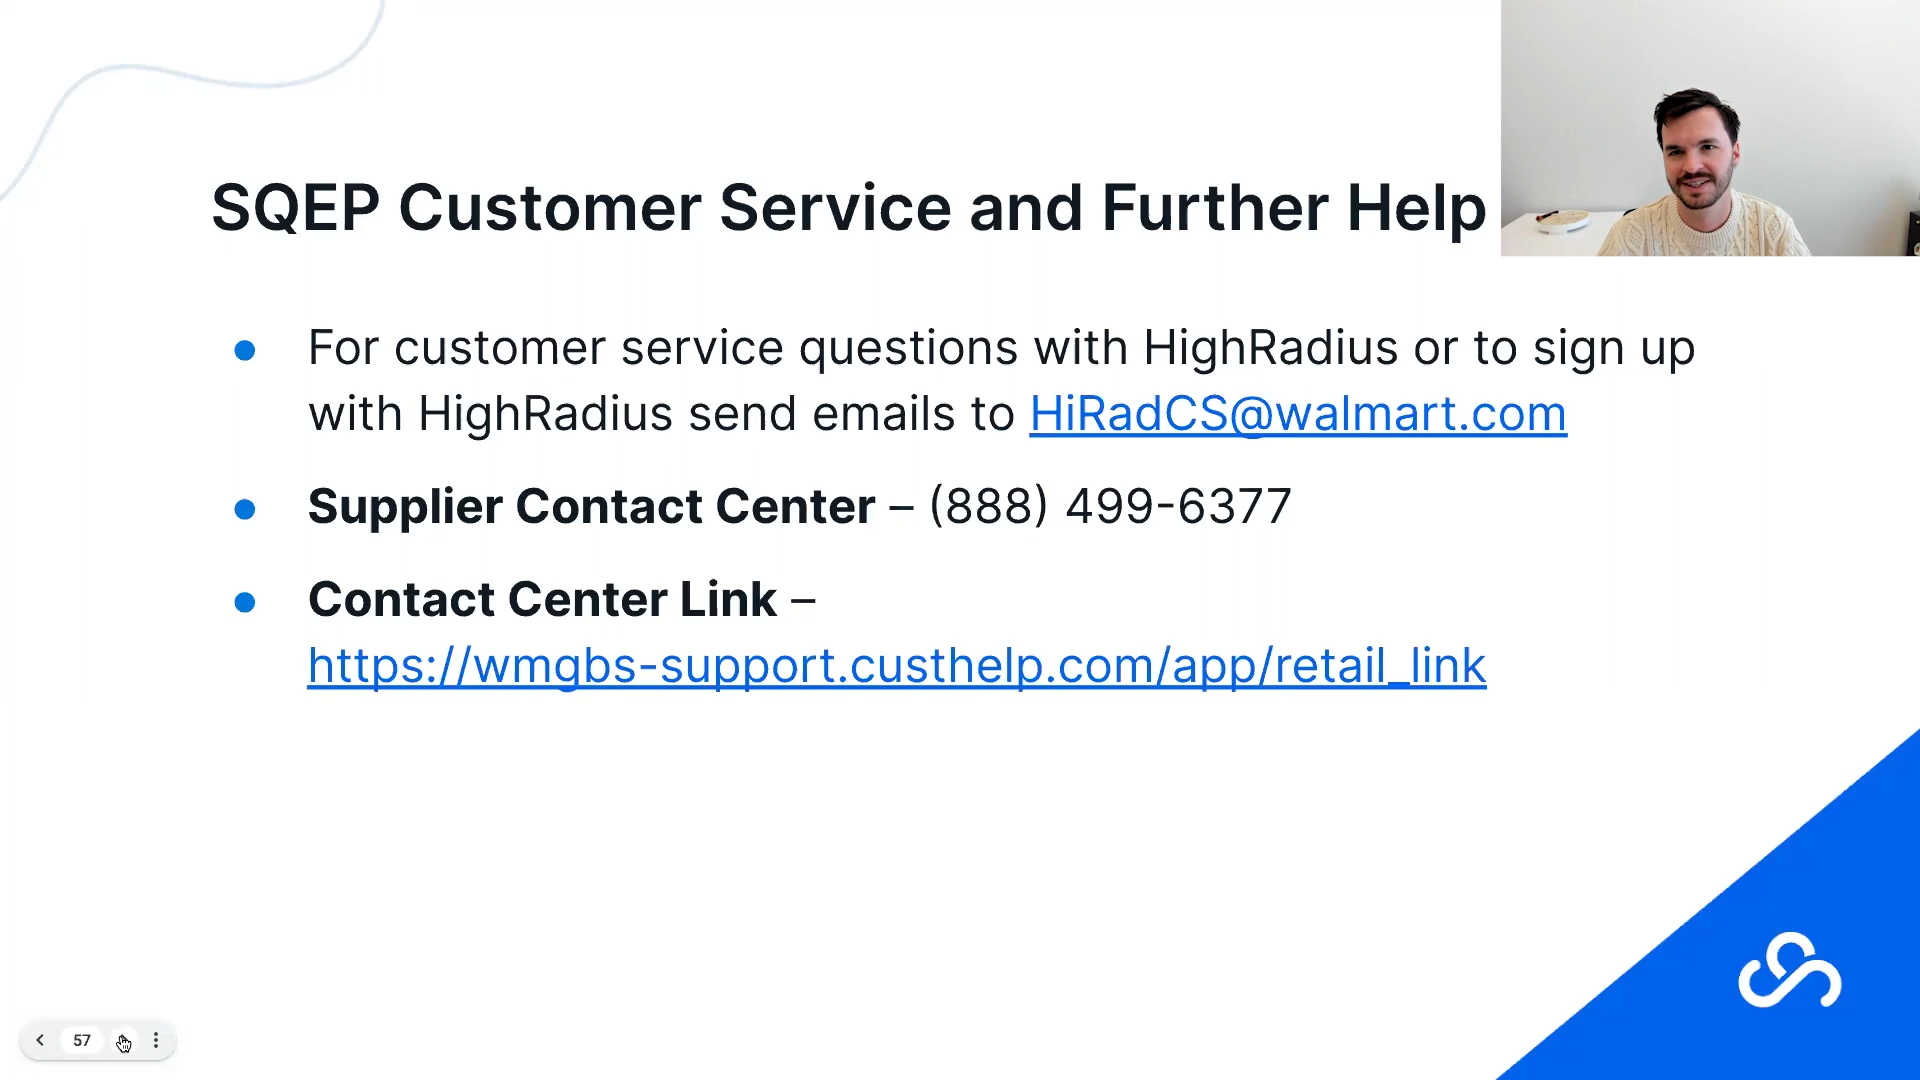 SQEP Customer Service and Further Help
● For customer service questions with HighRadius or to sign up
with HighRadius send emails to HiRadCS@walmart.com
● Supplier Contact Center – (888) 499-6377
● Contact Center Link –
https://wmgbs-support.custhelp.com/app/retail_link
57